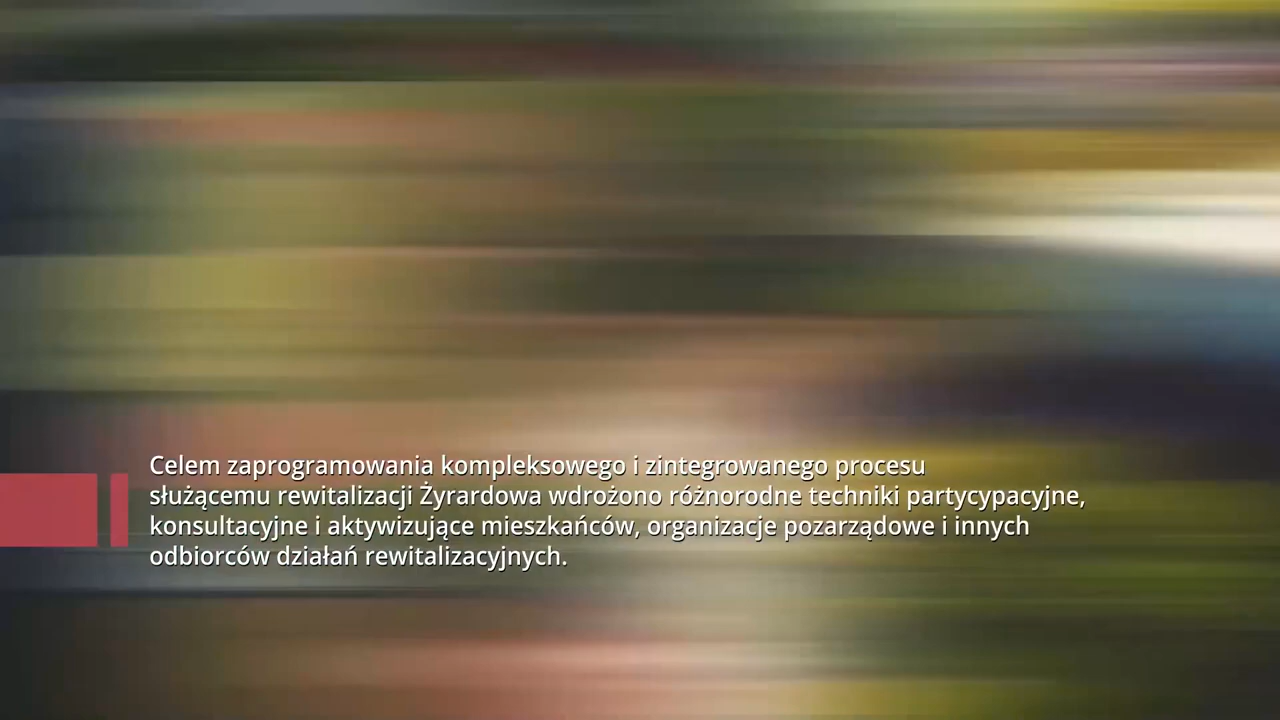 Celem zaprogramowania kompleksowego i zintegrowanego procesu
służącemu rewitalizacji Żyrardowa wdrożono różnorodne techniki partycypacyjne,
konsultacyjne i aktywizujące mieszkańców, organizacje pozarządowe i innych
odbiorców działań rewitalizacyjnych.